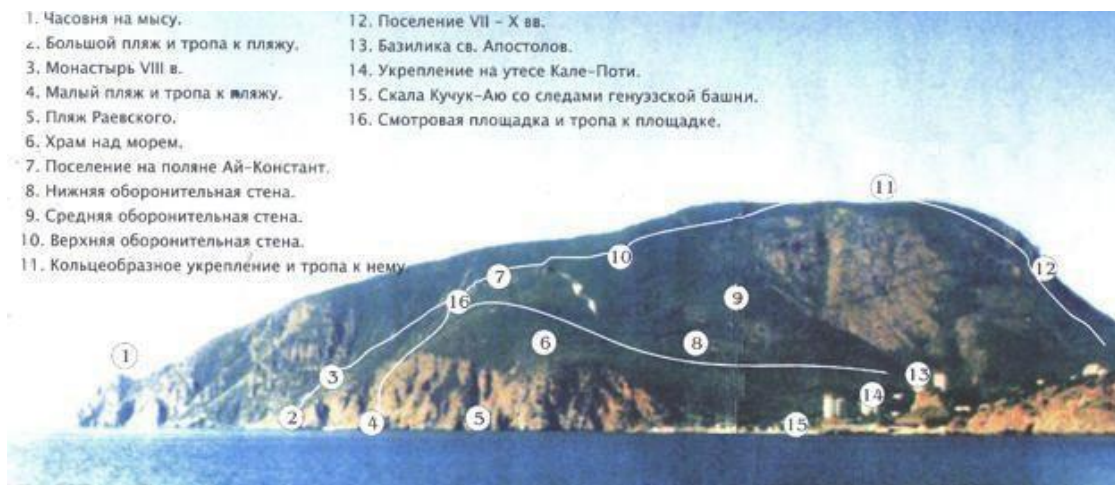 1. Часовня на мысу.
2. Большой пляж и тропа к пляжу.
3. Монастырь VIII в.
4. Малый пляж и тропа к пляжу.
5. Пляж Раевского.
6. Храм над морем.
7. Поселение на поляне Ай-Констант.
8. Нижняя оборонительная стена.
9. Средняя оборонительная стена.
10. Верхняя оборонительная стена.
11. Кольцеобразное укрепление и тропа к нему.
12. Поселение VII – X вв.
13. Базилика св. Апостолов.
14. Укрепление на утесе Кале-Поти.
15. Скала Кучук-Аю со следами генуэзской башни.
16. Смотровая площадка и тропа к площадке.
11
10
12
7
16
9
1
6
8
3
13
14
2
4
5
15